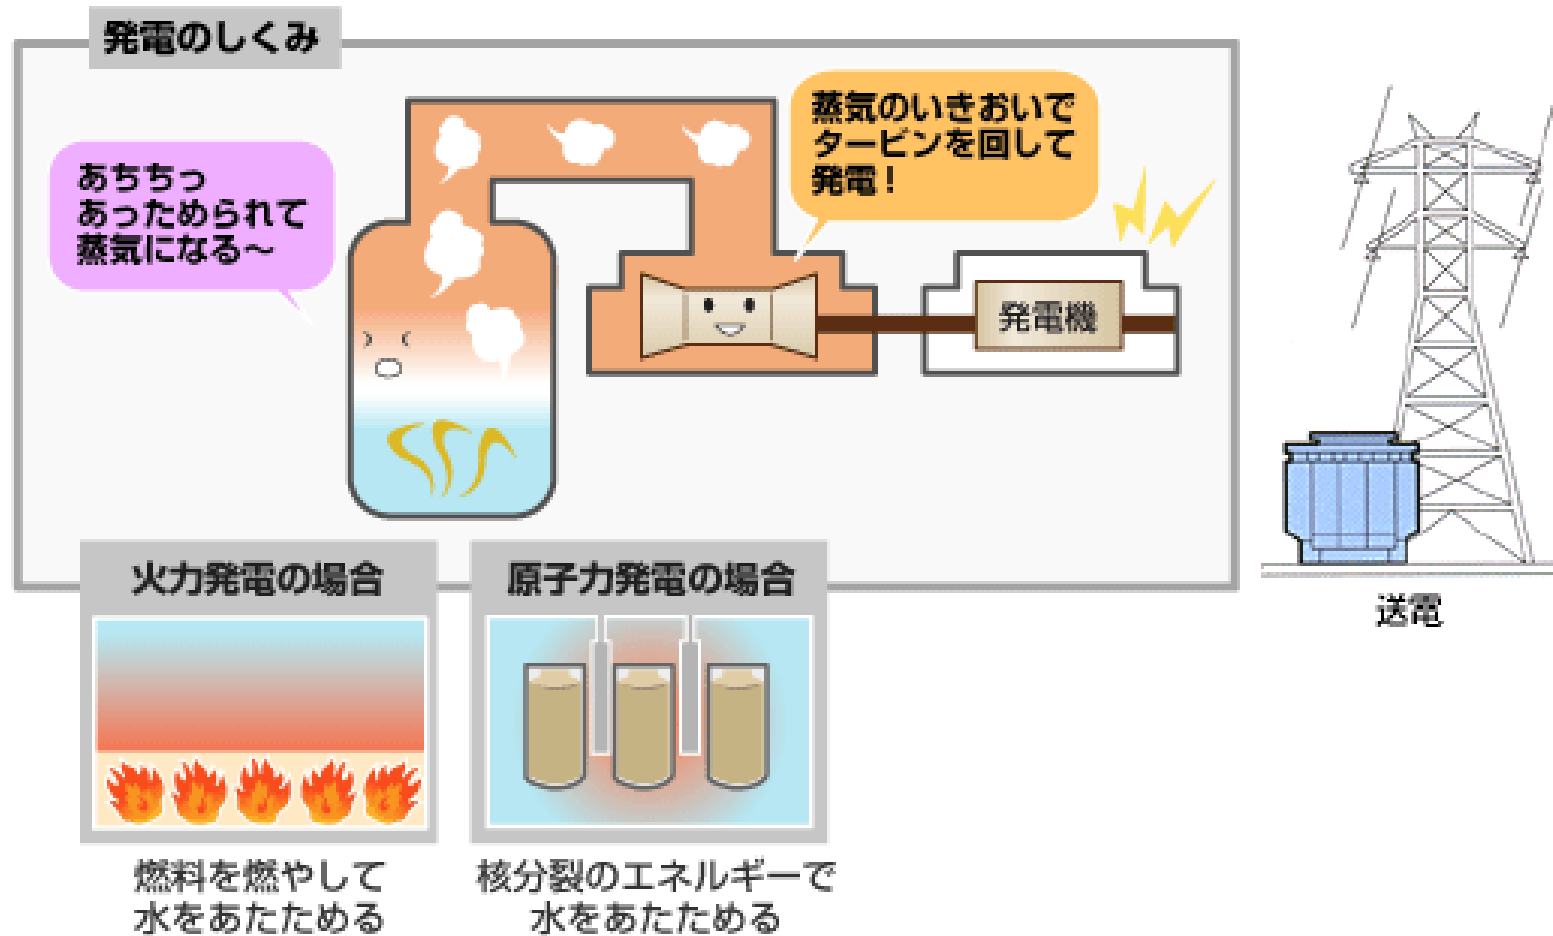 発電のしくみ
あちちっ
あっためられて
蒸気になる～
蒸気のいきおいで
タービンを回して
発電！
発電機
送電
火力発電の場合
燃料を燃やして
水をあたためる
原子力発電の場合
核分裂のエネルギーで
水をあたためる